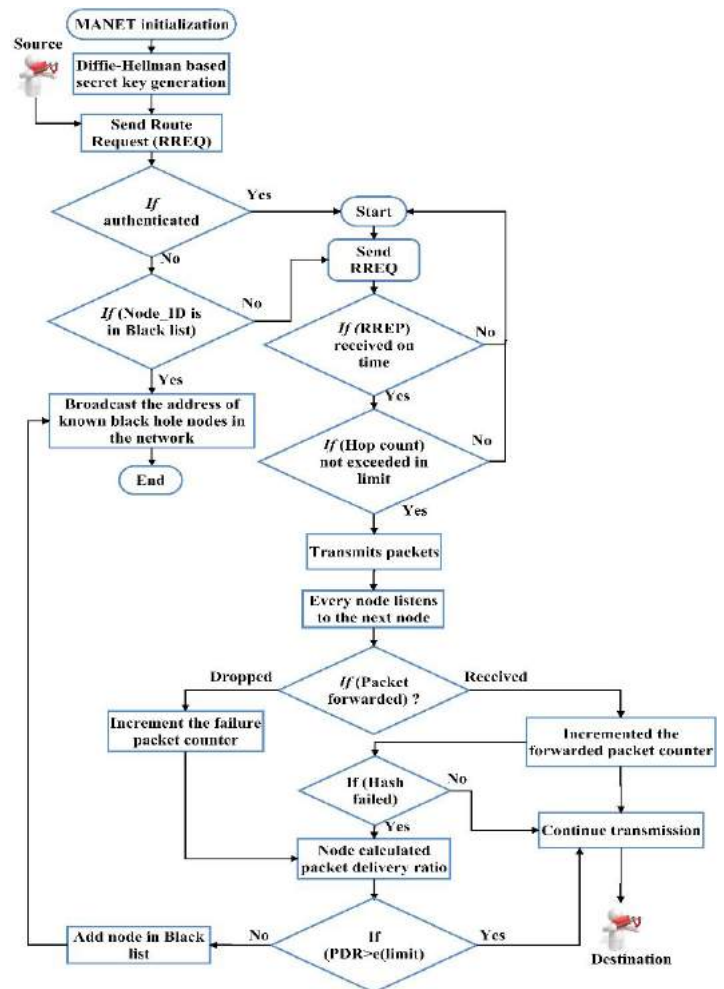 MANET initialization
Source
Diffie-Hellman based
secret key generation
Send Route
Request (RREQ)
If
authenticated
Yes
Start
No
Send
RREQ
If (Node_ID is
in Black list)
No
If (RREP)
received on
time
No
Yes
Yes
Broadcast the address of
known black hole nodes in
the network
If (Hop count)
not exceeded in
limit
No
End
Yes
Transmits packets
Every node listens
to the next node
Dropped
If (Packet
forwarded) ?
Received
Increment the failure
packet counter
Incremented the
forwarded packet counter
If (Hash
failed)
No
Yes
Continue transmission
Node calculated
packet delivery ratio
Add node in Black
list
No
If
(PDR>e(limit)
Yes
Destination